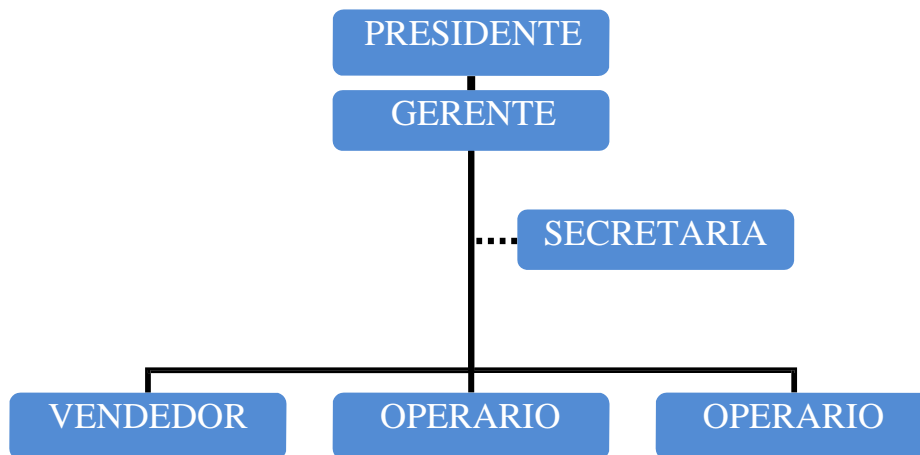 PRESIDENTE
GERENTE
SECRETARIA
VENDEDOR
OPERARIO
OPERARIO